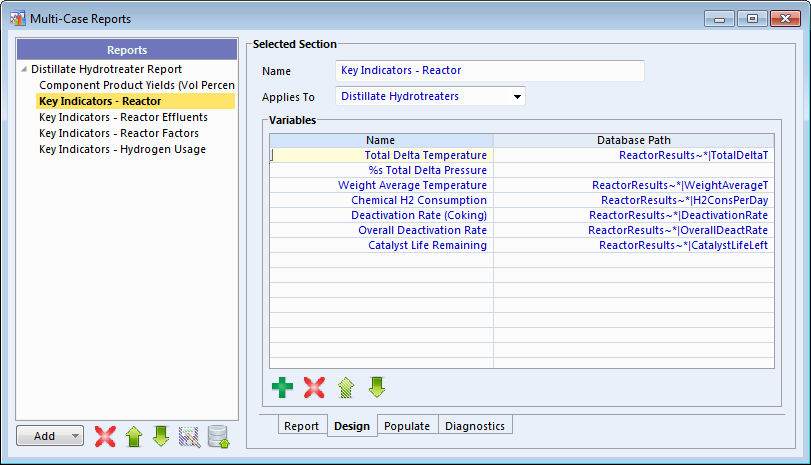 Multi-Case Reports
Reports
Distillate Hydrotreater Report
Component Product Yields (Vol Percen
Key Indicators - Reactor
Key Indicators - Reactor Effluents
Key Indicators - Reactor Factors
Key Indicators - Hydrogen Usage
Add
Selected Section
Name Key Indicators - Reactor
Applies To Distillate Hydrotreaters
Variables
Name Database Path
Total Delta Temperature ReactorResults~*|TotalDeltaT
%s Total Delta Pressure
Weight Average Temperature ReactorResults~*|WeightAverageT
Chemical H2 Consumption ReactorResults~*|H2ConsPerDay
Deactivation Rate (Coking) ReactorResults~*|DeactivationRate
Overall Deactivation Rate ReactorResults~*|OverallDeactRate
Catalyst Life Remaining ReactorResults~*|CatalystLifeLeft
Report Design Populate Diagnostics